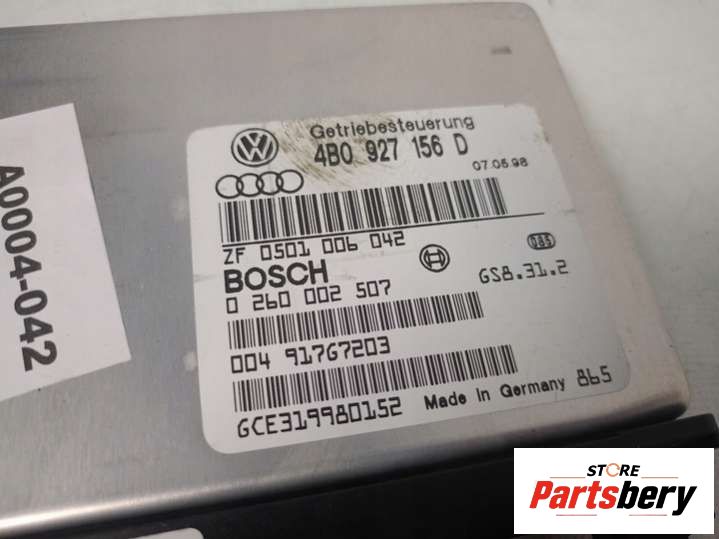 Getriebesteuerung
4B0 927 156 D
07.05.98
ZF 0501 006 042
BOSCH
GS8.31.2
0 260 002 507
004 91767203
GCE319980152
Made in Germany 865
A0004-042
STORE
Partsbery